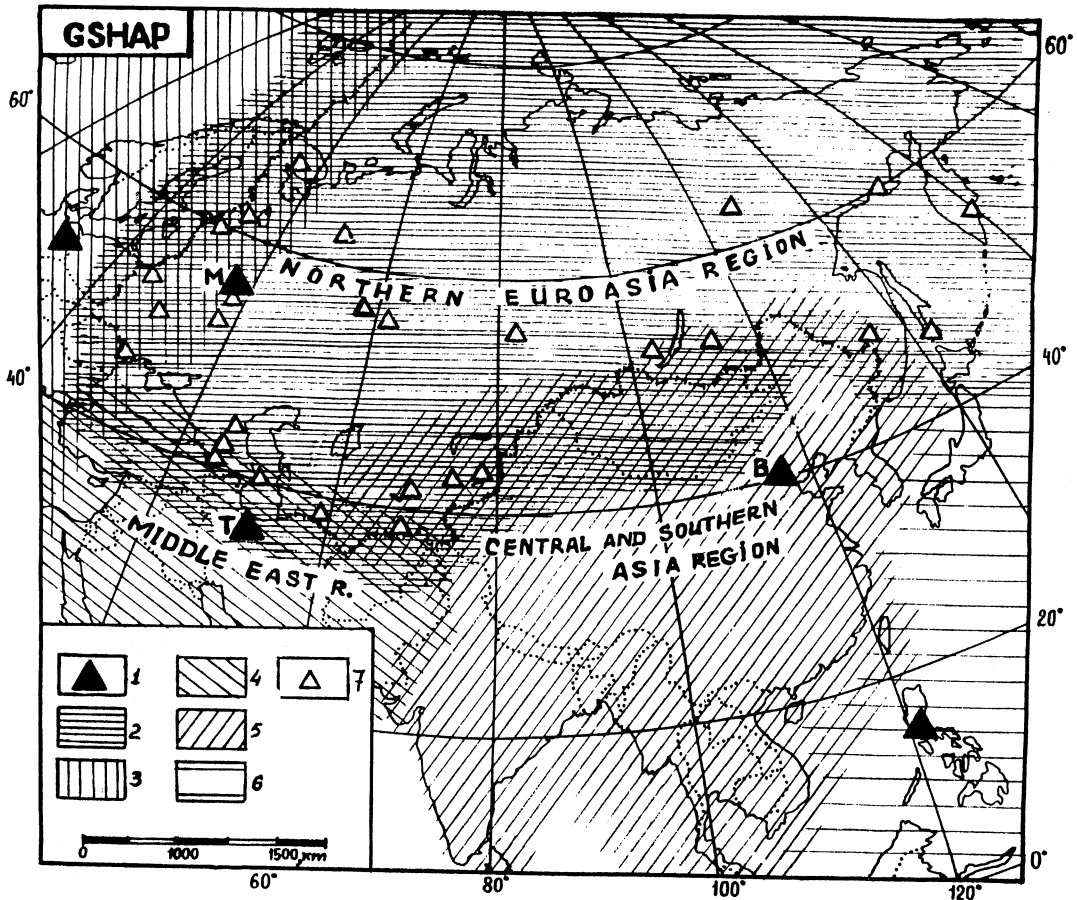 GSHAP
60°
60°
M
NORTHERN EUROASIA REGION
40°
40°
B
T
MIDDLE EAST R.
CENTRAL AND SOUTHERN
ASIA REGION
20°
1
4
7
2
5
3
6
0 1000 1500 km
0°
60°
80°
100°
120°